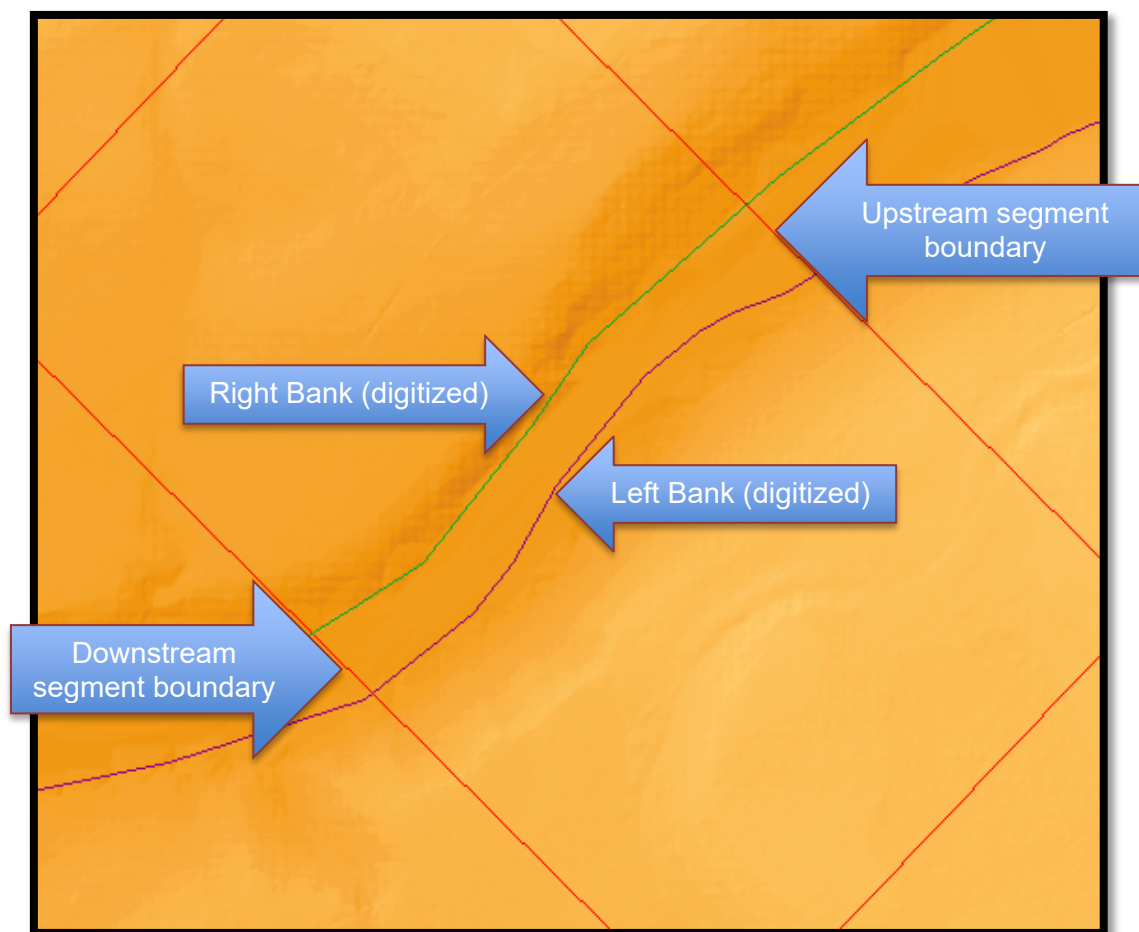 Upstream segment
boundary
Right Bank (digitized)
Left Bank (digitized)
Downstream
segment boundary